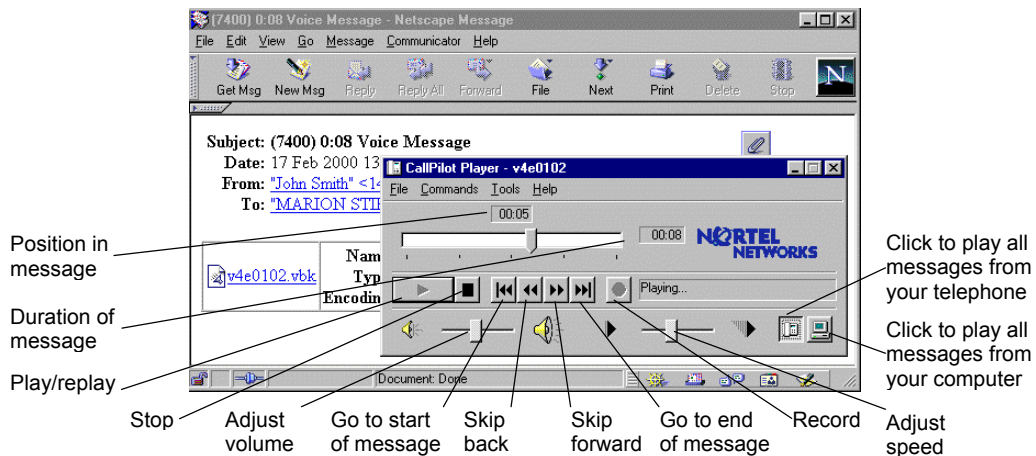 (7400) 0:08 Voice Message - Netscape Message
File Edit View Go Message Communicator Help
Get Msg New Msg Reply Reply All Forward File Next Print Delete Stop N
Subject: (7400) 0:08 Voice Message
Date: 17 Feb 2000 13
From: "John Smith" <14
To: "MARION
CallPilot Player - v4e0102
File Commands Tools Help
00:05
00:08
NORTEL
NETWORKS
v4e0102.vbk
Nam
Typ
Encodin
Playing...
Document: Done
Position in
message
Duration of
message
Play/replay
Stop
Adjust
volume
Go to start
of message
Skip
back
Skip
forward
Go to end
of message
Record
Adjust
speed
Click to play all
messages from
your telephone
Click to play all
messages from
your computer